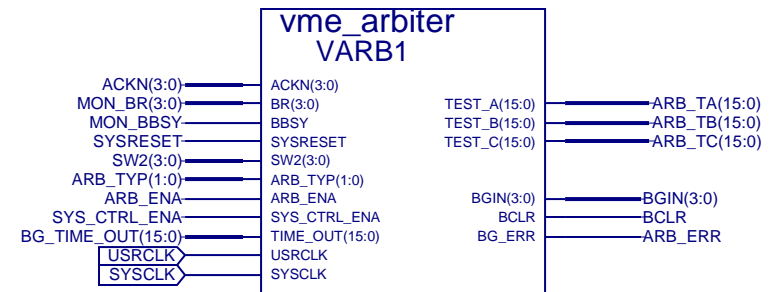 vme_arbiter
VARB1
ACKN(3:0) ACKN(3:0)
MON_BR(3:0) BR(3:0) TEST_A(15:0) ARB_TA(15:0)
MON_BBSY BBSY TEST_B(15:0) ARB_TB(15:0)
SYSRESET SYSRESET TEST_C(15:0) ARB_TC(15:0)
SW2(3:0) SW2(3:0)
ARB_TYP(1:0) ARB_TYP(1:0)
ARB_ENA ARB_ENA BGIN(3:0) BGIN(3:0)
SYS_CTRL_ENA SYS_CTRL_ENA BCLR BCLR
BG_TIME_OUT(15:0) TIME_OUT(15:0) BG_ERR ARB_ERR
USRCLK USRCLK
SYSCLK SYSCLK